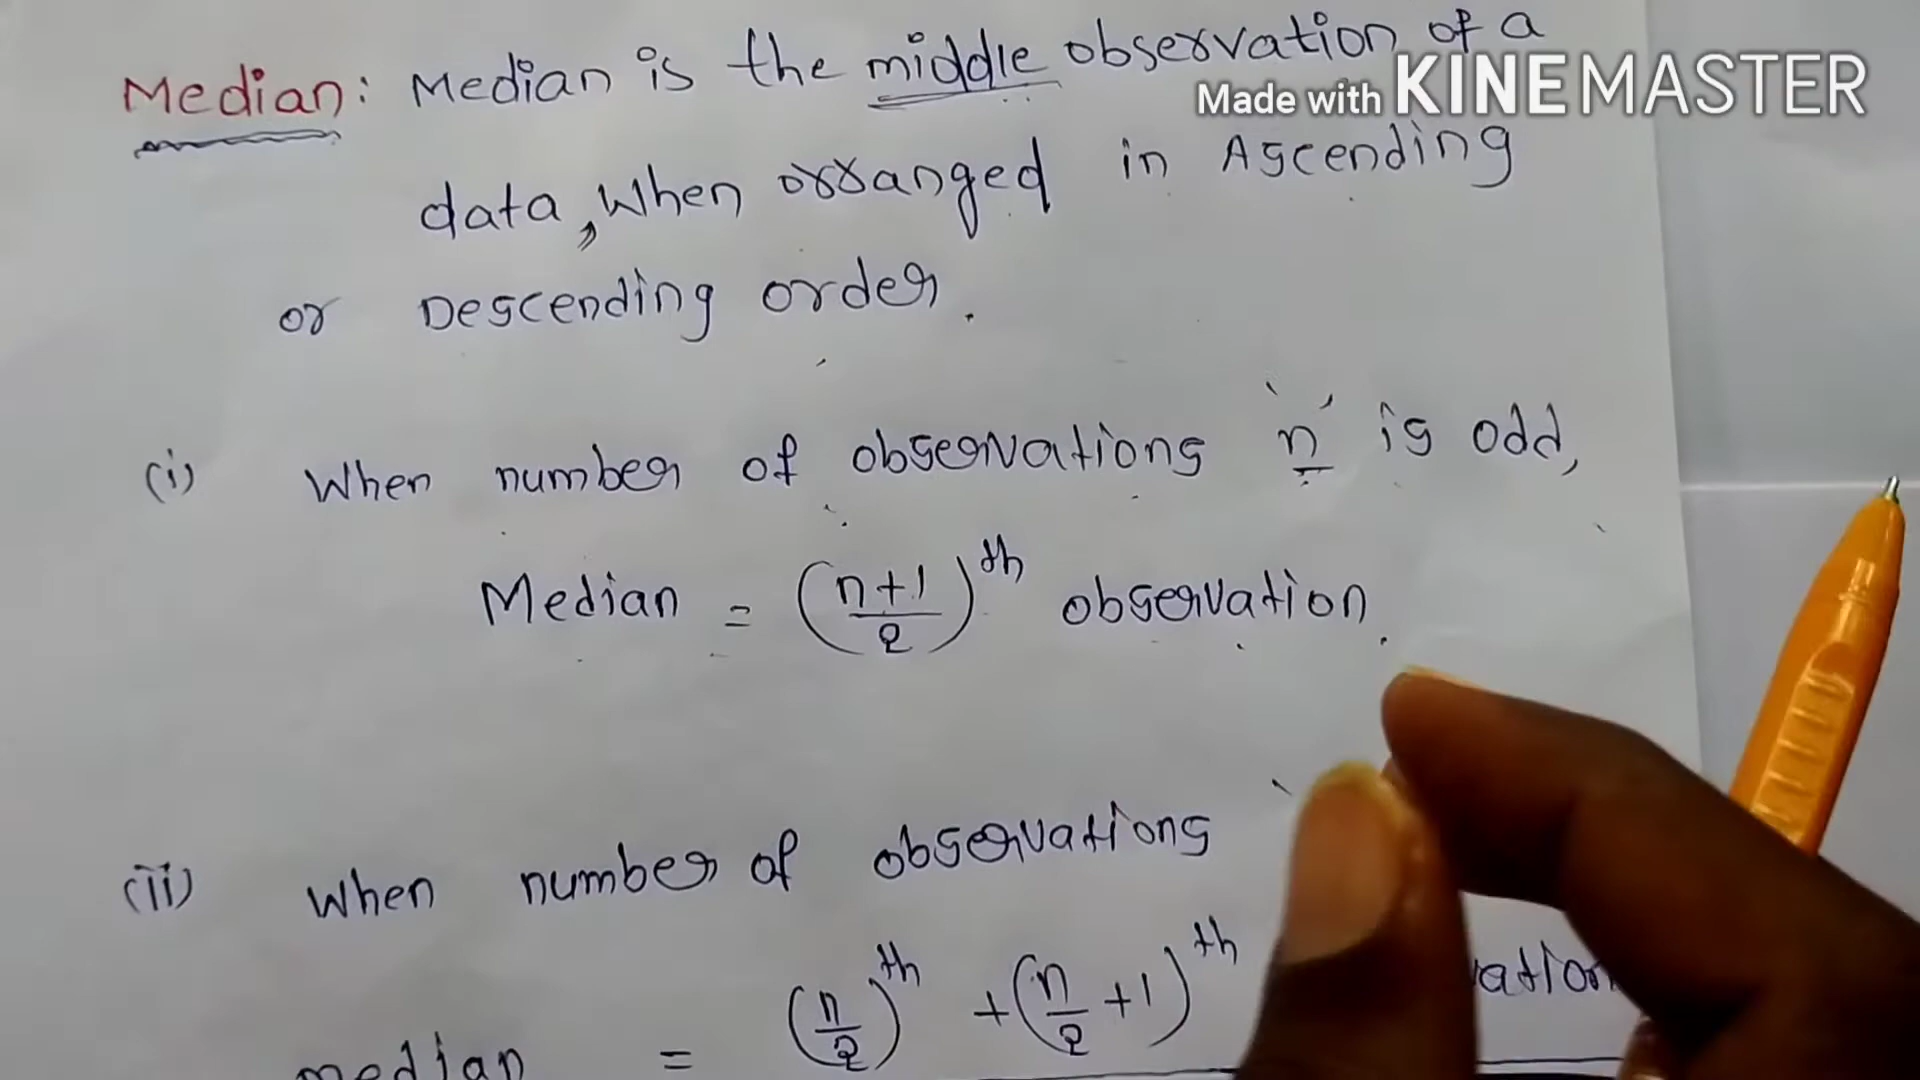 Median: Median is the middle observation of a
Made with KINEMASTER
data, when arranged in Ascending
or Descending order.
(i) When number of observations 'n' is odd,
Median = (n+1/2)th observation.
(ii) When number of observations
median = (n/2)th + (n/2 +1)th